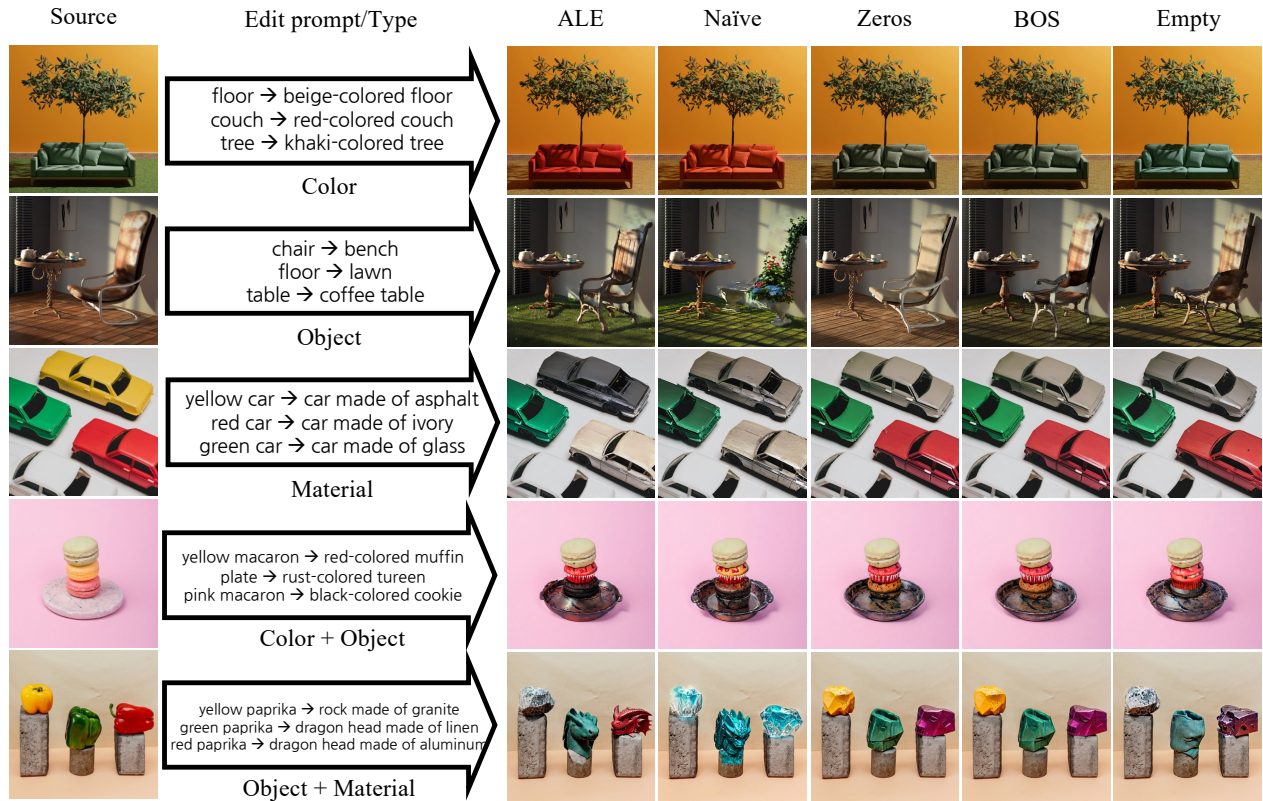 Source
Edit prompt/Type
ALE
Naïve
Zeros
BOS
Empty
floor → beige-colored floor
couch → red-colored couch
tree → khaki-colored tree
Color
chair → bench
floor → lawn
table → coffee table
Object
yellow car → car made of asphalt
red car → car made of ivory
green car → car made of glass
Material
yellow macaron → red-colored muffin
plate → rust-colored tureen
pink macaron → black-colored cookie
Color + Object
yellow paprika → rock made of granite
green paprika → dragon head made of linen
red paprika → dragon head made of aluminum
Object + Material